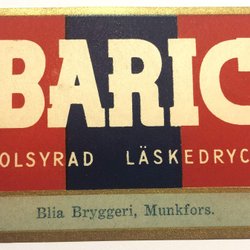 BARIC
OLSYRAD LÄSKEDRYC
Blia Bryggeri, Munkfors.